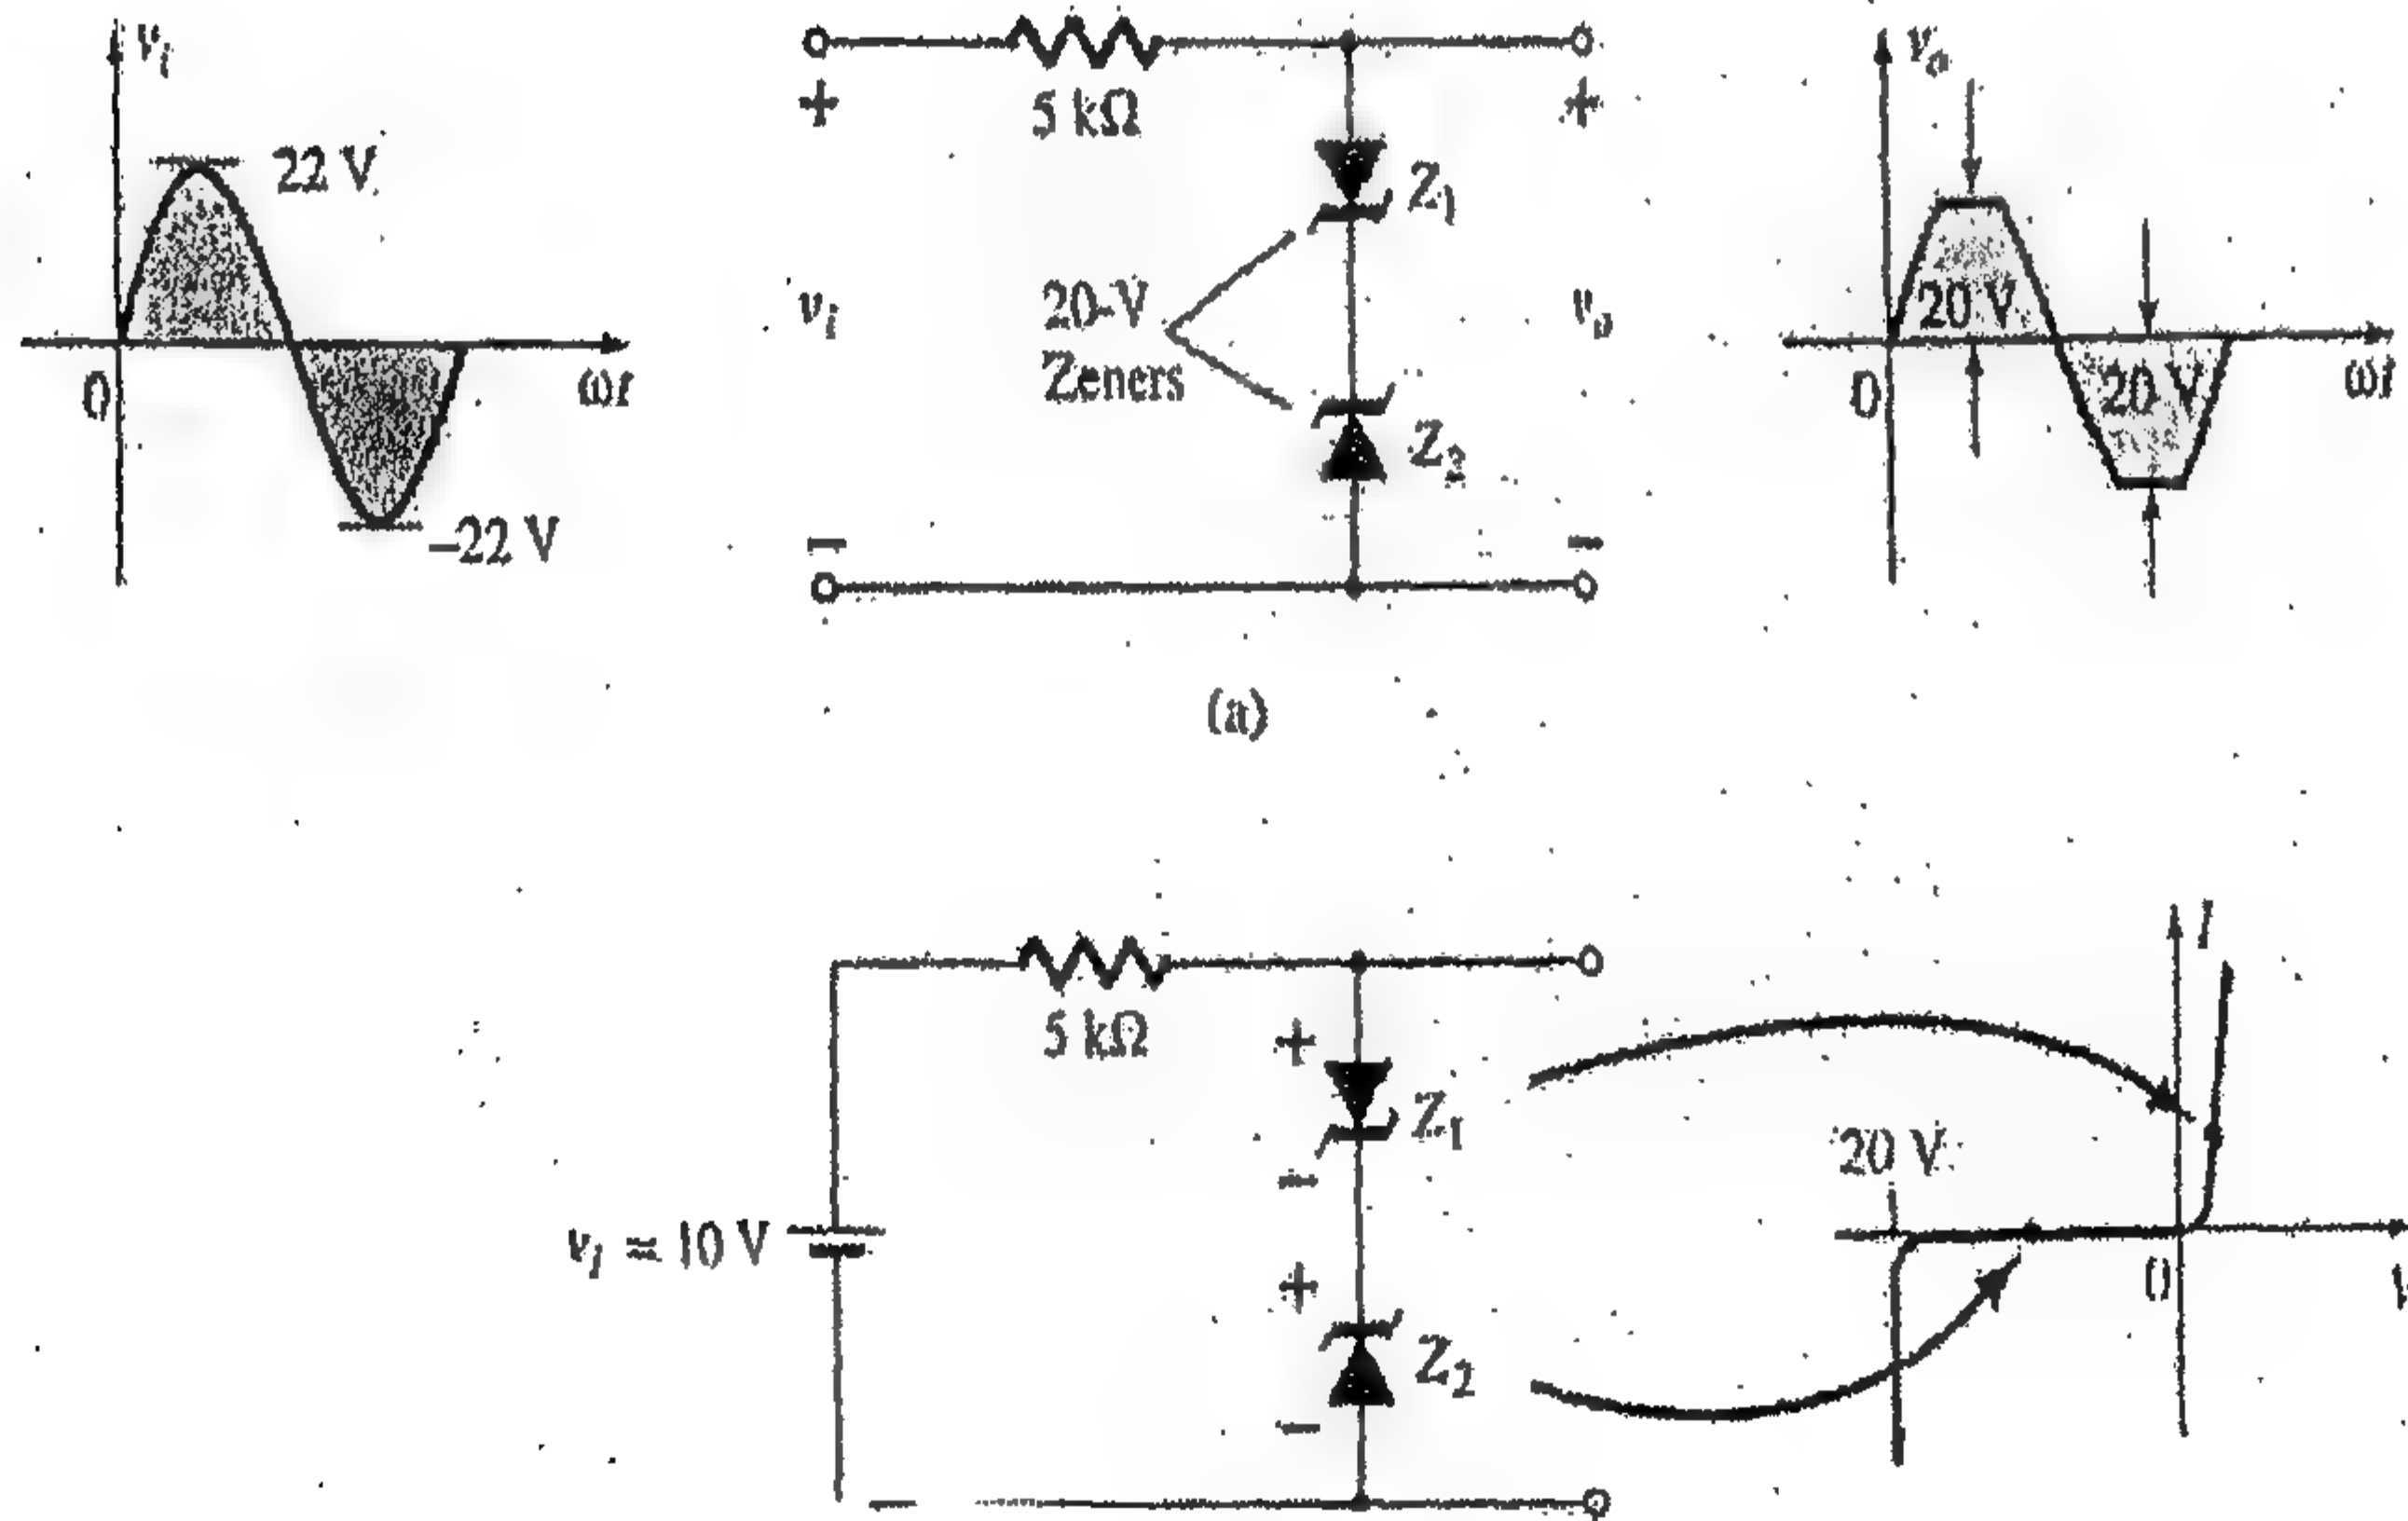 v_i
22 V
0
ωt
-22 V
+
5 kΩ
+
Z_1
v_i
20-V
Zeners
v_o
Z_2
−
−
v_o
20 V
0
20 V
ωt
(a)
5 kΩ
+
Z_1
−
v_i = 10 V
+
Z_2
−
−
I
20 V
0
V